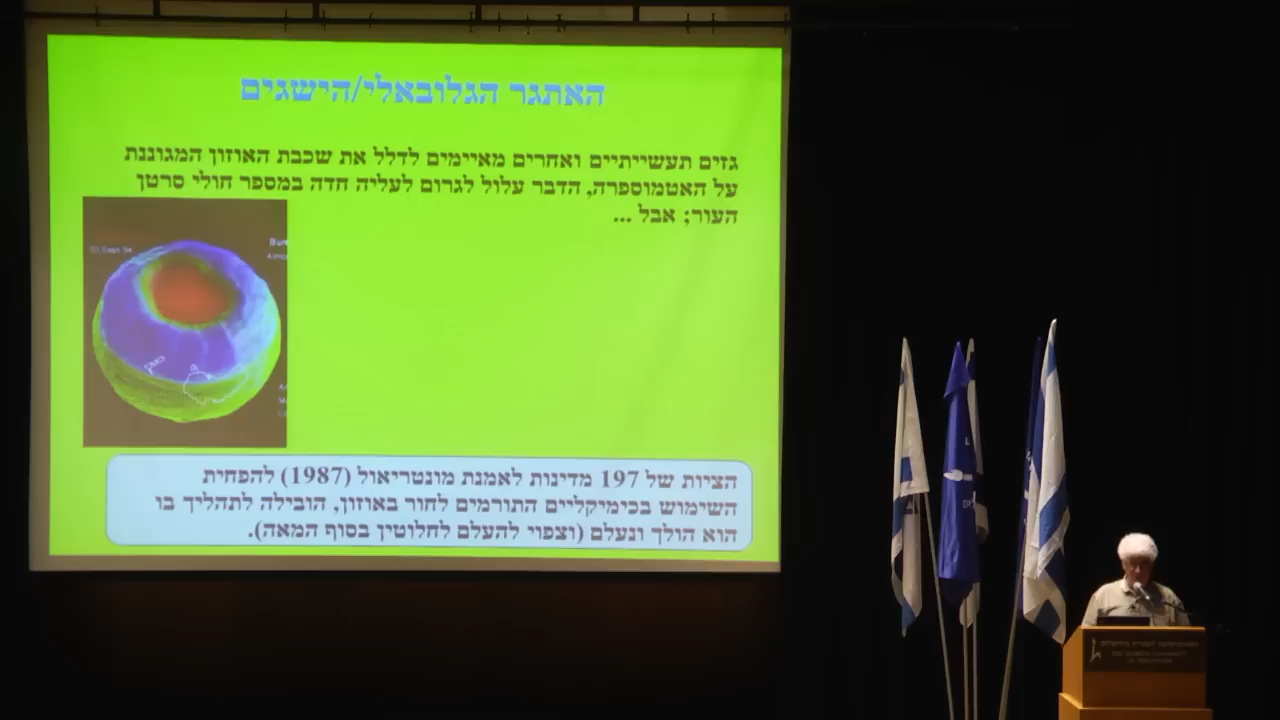 האתגר הגלובאלי/הישגים
גזים תעשייתיים ואחרים מאיימים לדלל את שכבת האוזון המגוננת
על האטמוספרה, הדבר עלול לגרום לעליה חדה במספר חולי סרטן
העור; אבל ...
הציות של 197 מדינות לאמנת מונטריאול (1987) להפחית
השימוש בכימיקליים התורמים לחור באוזון, הובילה לתהליך בו
הוא הולך ונעלם (וצפוי להעלם לחלוטין בסוף המאה).